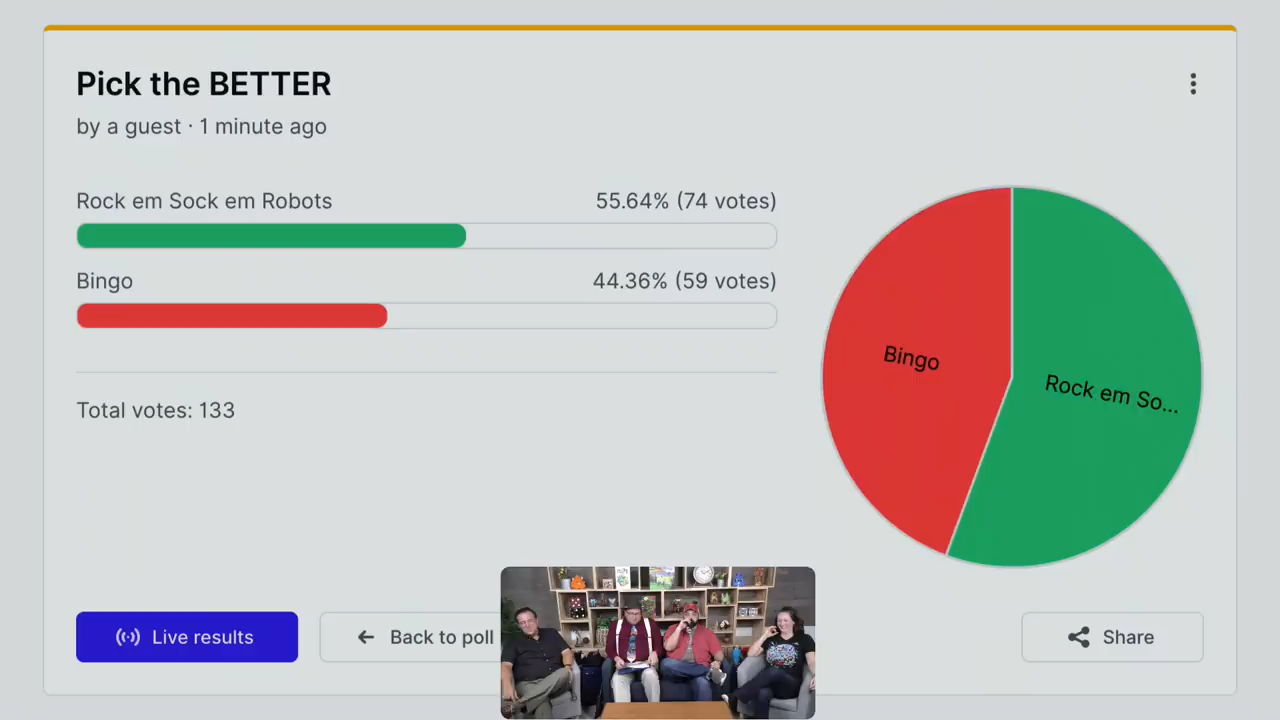 Pick the BETTER
by a guest · 1 minute ago
Rock em Sock em Robots 55.64% (74 votes)
Bingo 44.36% (59 votes)
Total votes: 133
Bingo
Rock em So...
Live results
Back to poll
Share